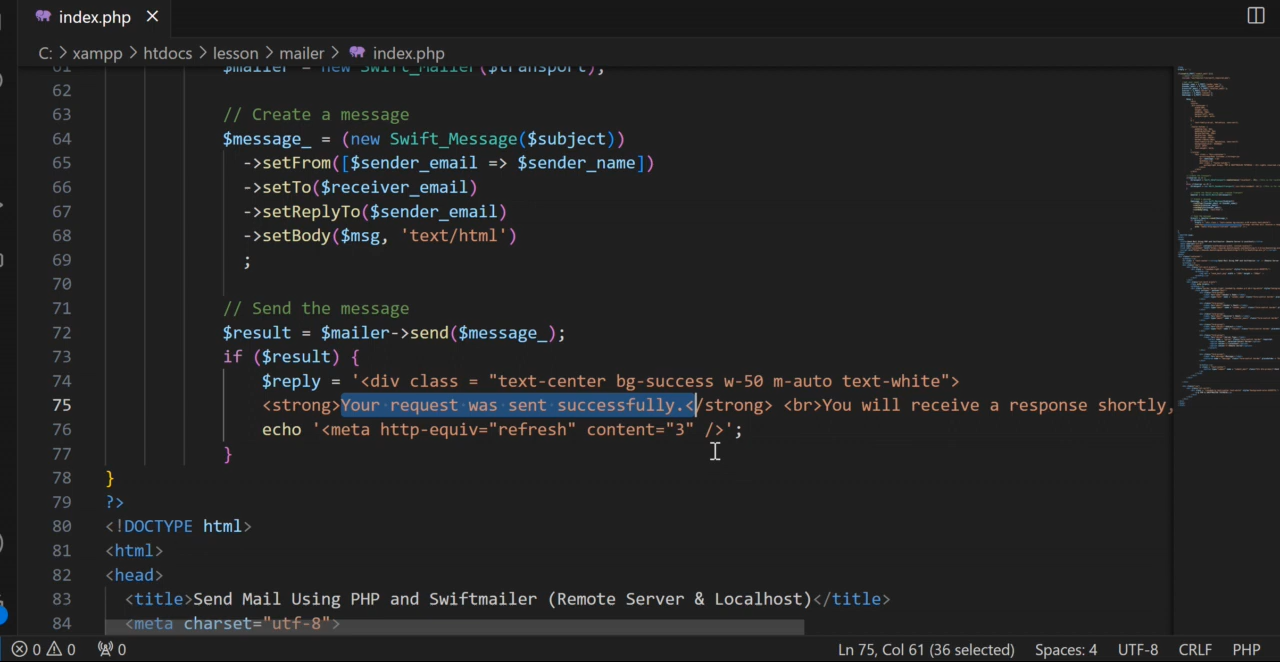 index.php
C: > xampp > htdocs > lesson > mailer > index.php
61 $mailer = new Swift_Mailer($transport);
62
63 // Create a message
64 $message_ = (new Swift_Message($subject))
65 ->setFrom([$sender_email => $sender_name])
66 ->setTo($receiver_email)
67 ->setReplyTo($sender_email)
68 ->setBody($msg, 'text/html')
69 ;
70
71 // Send the message
72 $result = $mailer->send($message_);
73 if ($result) {
74 $reply = '<div class = "text-center bg-success w-50 m-auto text-white">
75 <strong>Your request was sent successfully.</strong> <br>You will receive a response shortly,
76 echo '<meta http-equiv="refresh" content="3" />';
77 }
78 }
79 ?>
80 <!DOCTYPE html>
81 <html>
82 <head>
83 <title>Send Mail Using PHP and Swiftmailer (Remote Server & Localhost)</title>
84 <meta charset="utf-8">
0 0 0 Ln 75, Col 61 (36 selected) Spaces: 4 UTF-8 CRLF PHP